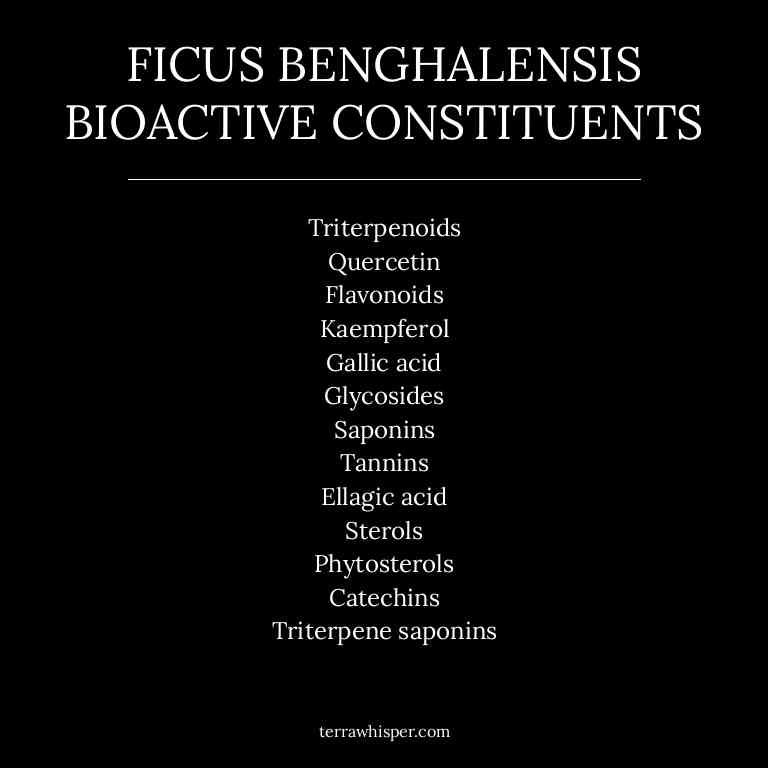 FICUS BENGHALENSIS
BIOACTIVE CONSTITUENTS
Triterpenoids
Quercetin
Flavonoids
Kaempferol
Gallic acid
Glycosides
Saponins
Tannins
Ellagic acid
Sterols
Phytosterols
Catechins
Triterpene saponins
terrawhisper.com